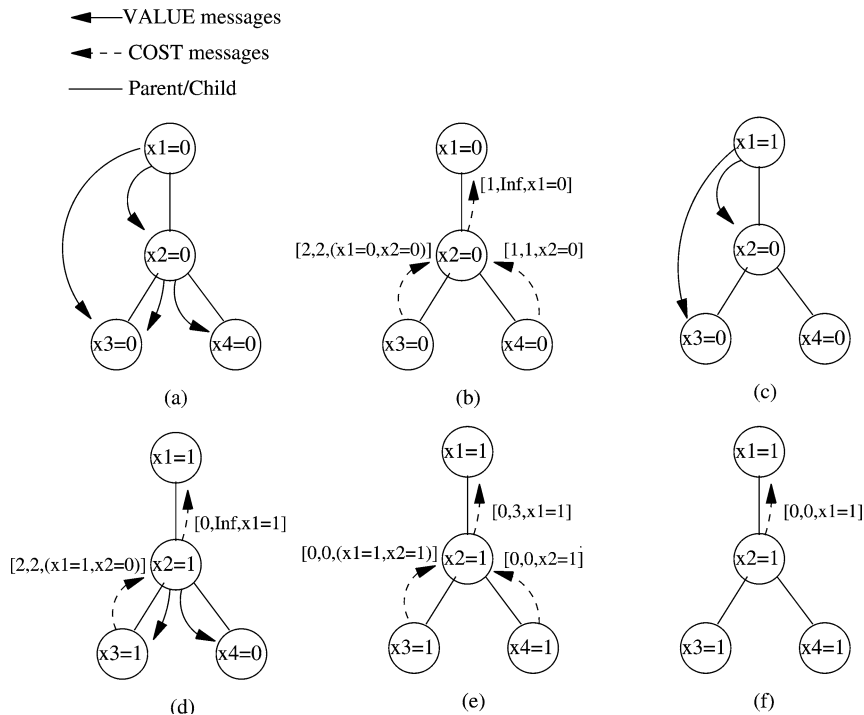 VALUE messages
COST messages
Parent/Child
x1=0
x2=0
x3=0
x4=0
(a)
x1=0
[1,Inf,x1=0]
[2,2,(x1=0,x2=0)]
x2=0
[1,1,x2=0]
x3=0
x4=0
(b)
x1=1
x2=0
x3=0
x4=0
(c)
x1=1
[0,Inf,x1=1]
[2,2,(x1=1,x2=0)]
x2=1
x3=1
x4=0
(d)
x1=1
[0,3,x1=1]
[0,0,(x1=1,x2=1)]
x2=1
[0,0,x2=1]
x3=1
x4=1
(e)
x1=1
[0,0,x1=1]
x2=1
x3=1
x4=1
(f)